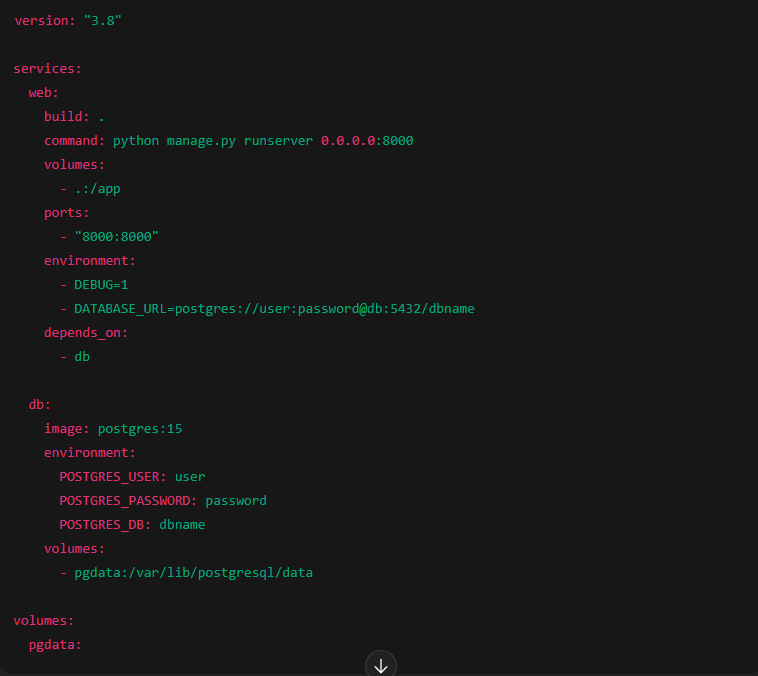 version: "3.8"
services:
  web:
    build: .
    command: python manage.py runserver 0.0.0.0:8000
    volumes:
      - .:/app
    ports:
      - "8000:8000"
    environment:
      - DEBUG=1
      - DATABASE_URL=postgres://user:password@db:5432/dbname
    depends_on:
      - db
  db:
    image: postgres:15
    environment:
      POSTGRES_USER: user
      POSTGRES_PASSWORD: password
      POSTGRES_DB: dbname
    volumes:
      - pgdata:/var/lib/postgresql/data
volumes:
  pgdata: